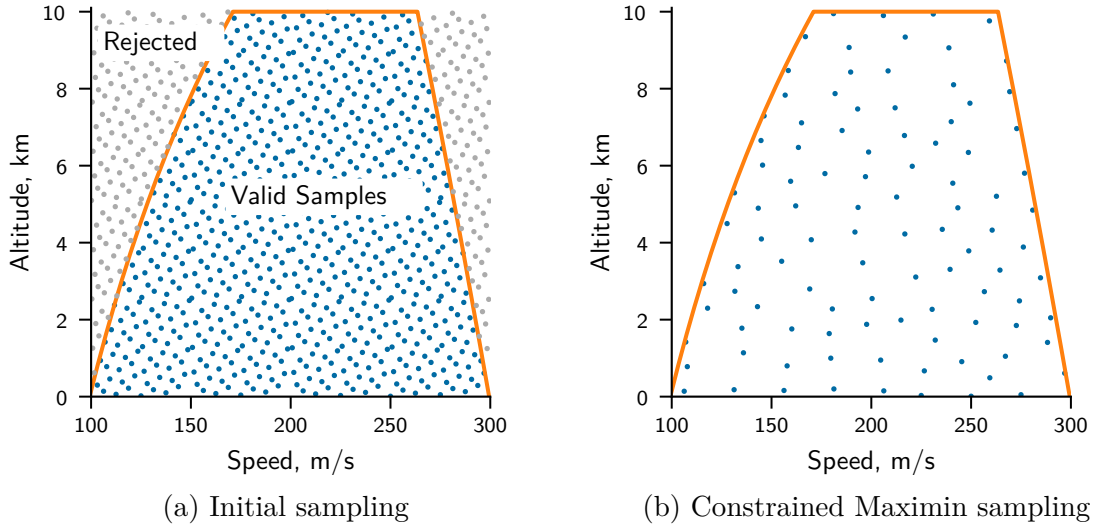 10
8
6
4
2
0
Altitude, km
Rejected
Valid Samples
100
150
200
250
300
Speed, m/s
(a) Initial sampling
10
8
6
4
2
0
Altitude, km
100
150
200
250
300
Speed, m/s
(b) Constrained Maximin sampling